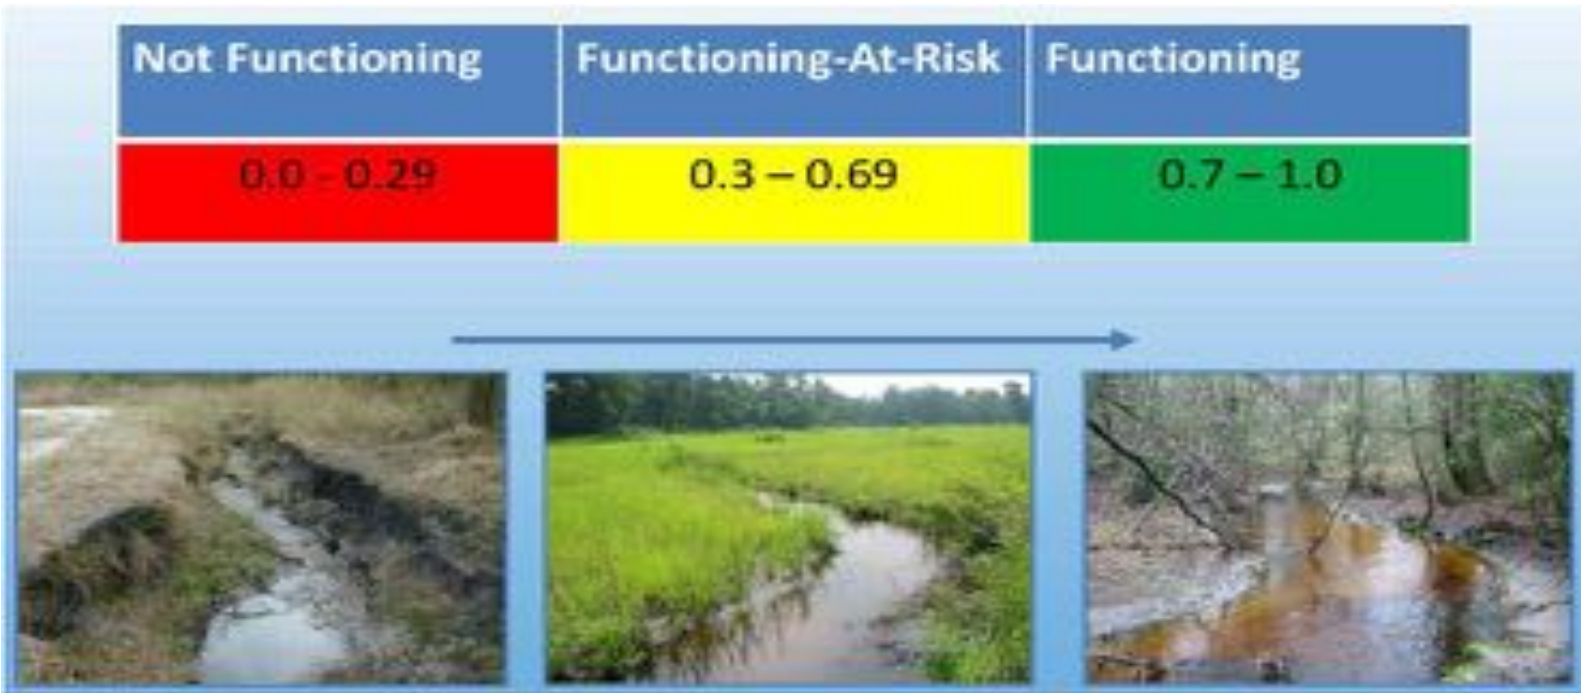 Not Functioning
Functioning-At-Risk
Functioning
0.0 - 0.29
0.3 – 0.69
0.7 – 1.0